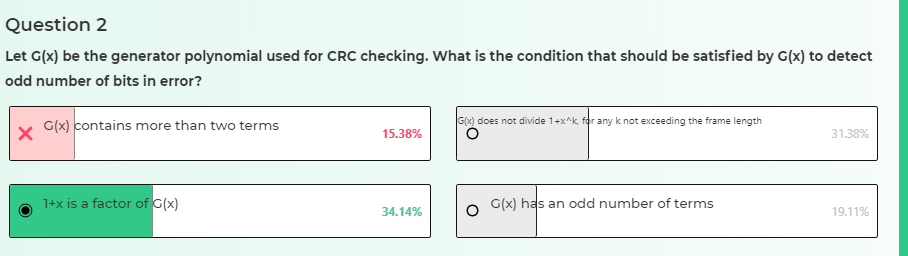 Question 2
Let G(x) be the generator polynomial used for CRC checking. What is the condition that should be satisfied by G(x) to detect
odd number of bits in error?
G(x) contains more than two terms
15.38%
G(x) does not divide 1+x^k, for any k not exceeding the frame length
31.38%
1+x is a factor of G(x)
34.14%
G(x) has an odd number of terms
19.11%